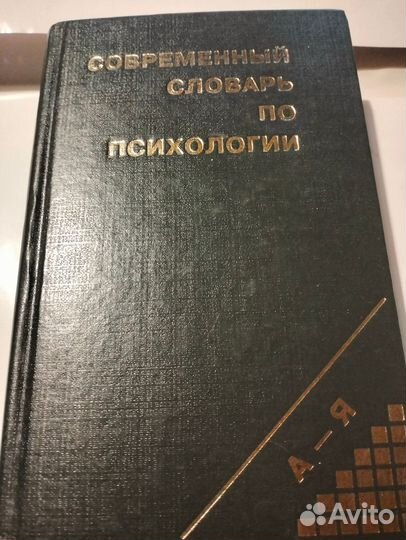 СОВРЕМЕННЫЙ
СЛОВАРЬ
ПО
ПСИХОЛОГИИ
А—Я
Avito